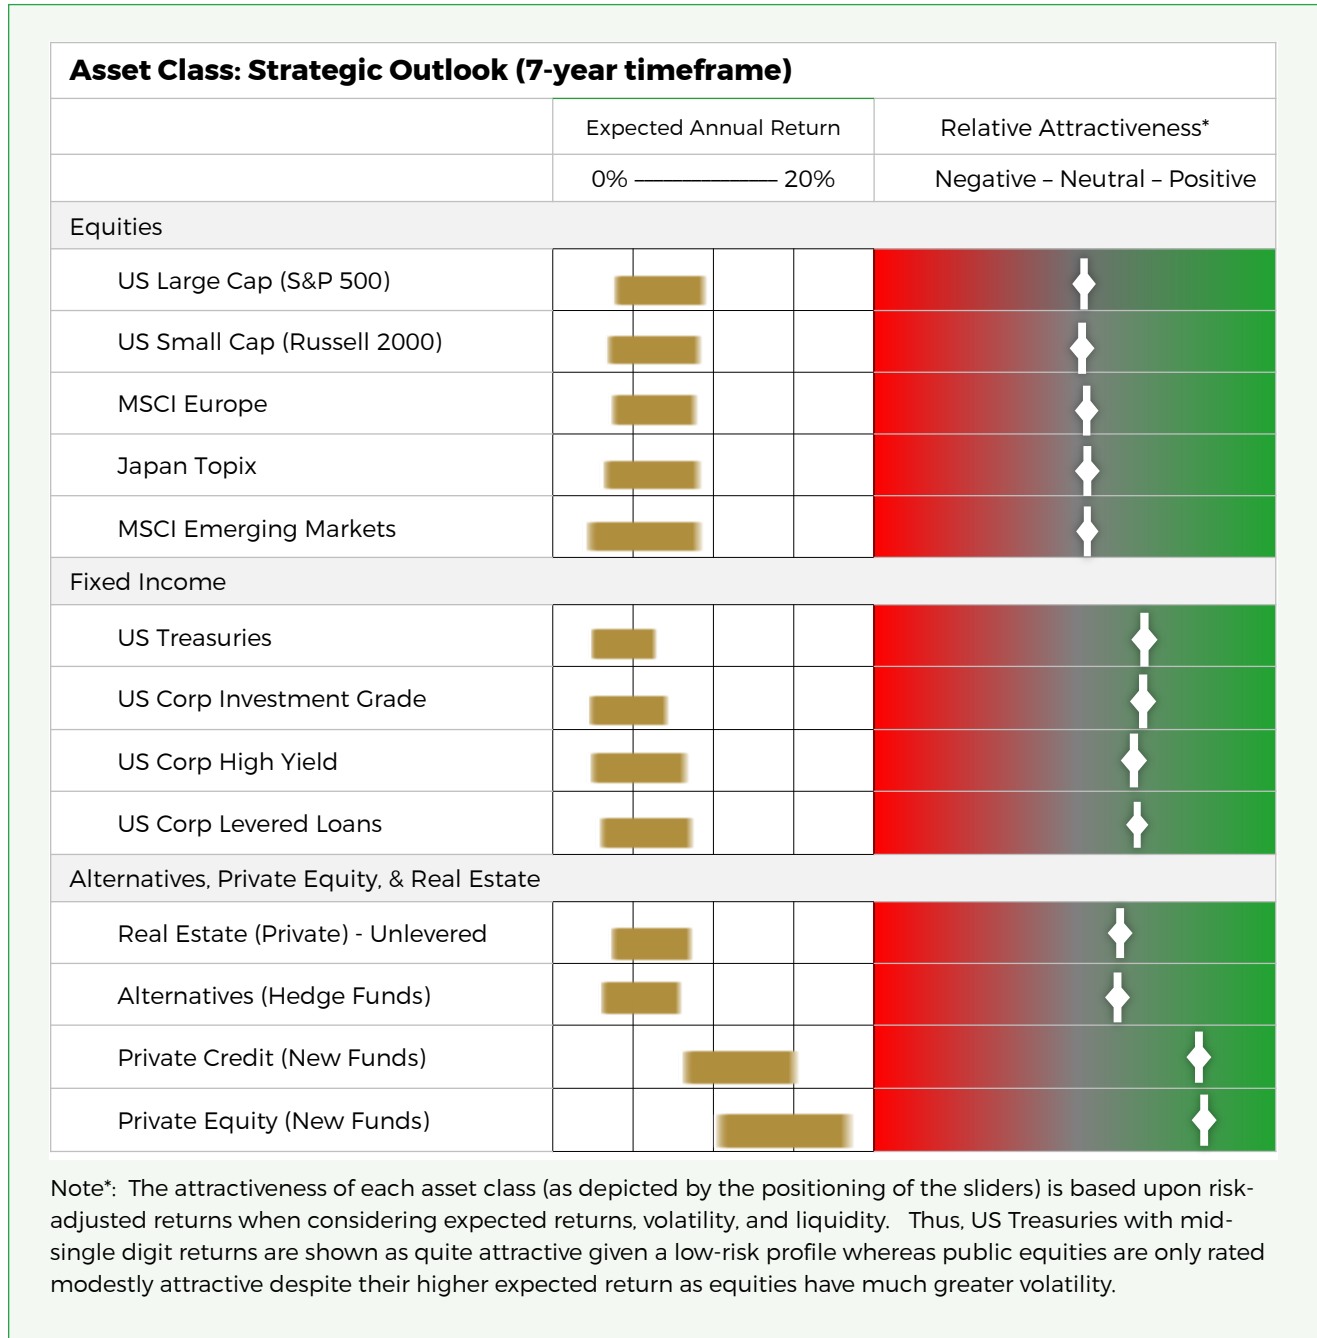 Asset Class: Strategic Outlook (7-year timeframe)
Expected Annual Return
Relative Attractiveness*
0% ––––––––––––––– 20%
Negative – Neutral – Positive
Equities
US Large Cap (S&P 500)
US Small Cap (Russell 2000)
MSCI Europe
Japan Topix
MSCI Emerging Markets
Fixed Income
US Treasuries
US Corp Investment Grade
US Corp High Yield
US Corp Levered Loans
Alternatives, Private Equity, & Real Estate
Real Estate (Private) - Unlevered
Alternatives (Hedge Funds)
Private Credit (New Funds)
Private Equity (New Funds)
Note*:  The attractiveness of each asset class (as depicted by the positioning of the sliders) is based upon risk-
adjusted returns when considering expected returns, volatility, and liquidity.   Thus, US Treasuries with mid-
single digit returns are shown as quite attractive given a low-risk profile whereas public equities are only rated
modestly attractive despite their higher expected return as equities have much greater volatility.